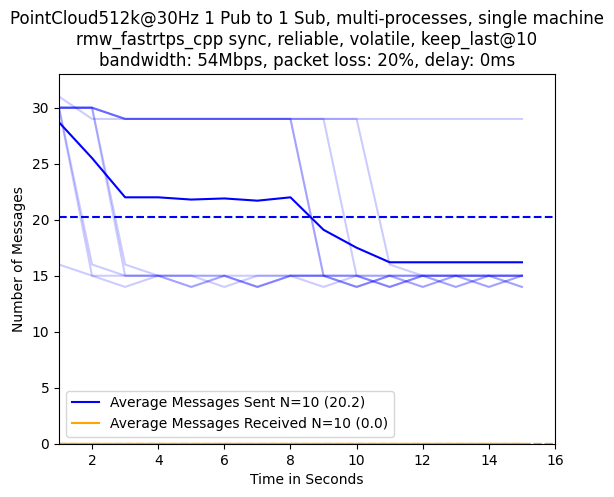 PointCloud512k@30Hz 1 Pub to 1 Sub, multi-processes, single machine
rmw_fastrtps_cpp sync, reliable, volatile, keep_last@10
bandwidth: 54Mbps, packet loss: 20%, delay: 0ms
Number of Messages
30
25
20
15
10
5
0
Average Messages Sent N=10 (20.2)
Average Messages Received N=10 (0.0)
2 4 6 8 10 12 14 16
Time in Seconds